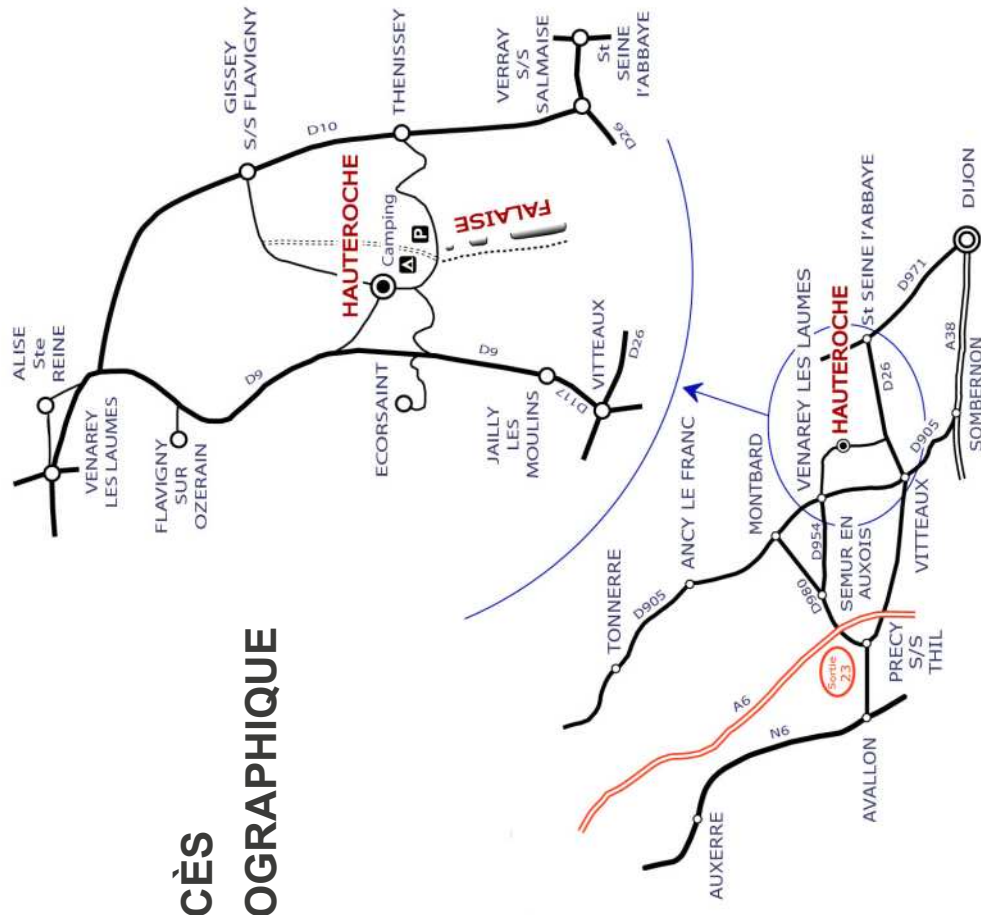 CÈS
OGRAPHIQUE
ALISE
Ste
REINE
VENAREY
LES LAUMES
FLAVIGNY
SUR
OZERAIN
D9
GISSEY
S/S FLAVIGNY
D10
THENISSEY
HAUTEROCHE
Camping
P
FALAISE
VERRAY
S/S
SALMAISE
St
SEINE
l'ABBAYE
D26
ECORSAINT
D9
JAILLY
LES
MOULINS
D117
VITTEAUX
D26
TONNERRE
D905
ANCY LE FRANC
MONTBARD
VENAREY LES LAUMES
HAUTEROCHE
St SEINE l'ABBAYE
D971
DIJON
D26
A38
D905
SOMBERNON
D954
D980
SEMUR EN
AUXOIS
VITTEAUX
PRECY
S/S
THIL
Sortie
23
A6
N6
AVALLON
AUXERRE